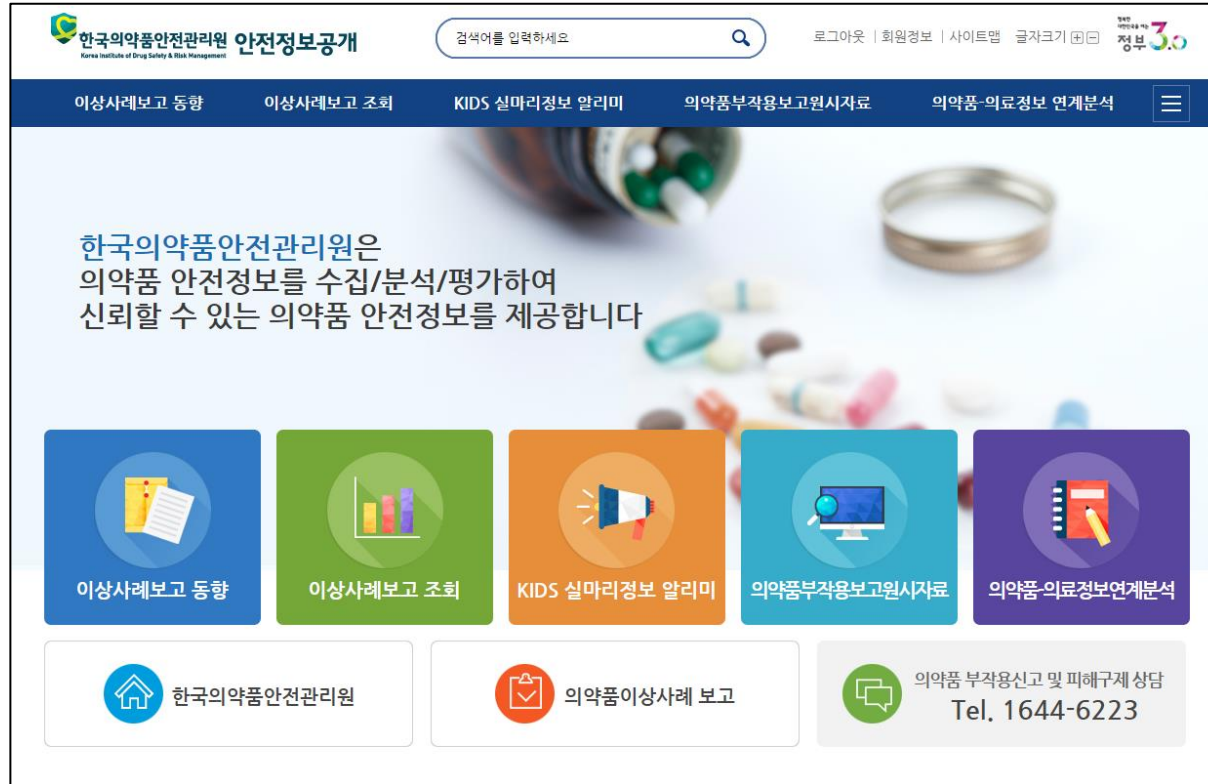 한국의약품안전관리원 안전정보공개
Korea Institute of Drug Safety & Risk Management
검색어를 입력하세요
로그아웃 | 회원정보 | 사이트맵 글자크기
정부 3.0
이상사례보고 동향
이상사례보고 조회
KIDS 실마리정보 알리미
의약품부작용보고원시자료
의약품-의료정보 연계분석
한국의약품안전관리원은
의약품 안전정보를 수집/분석/평가하여
신뢰할 수 있는 의약품 안전정보를 제공합니다
이상사례보고 동향
이상사례보고 조회
KIDS 실마리정보 알리미
의약품부작용보고원시자료
의약품-의료정보연계분석
한국의약품안전관리원
의약품이상사례 보고
의약품 부작용신고 및 피해구제 상담
Tel. 1644-6223